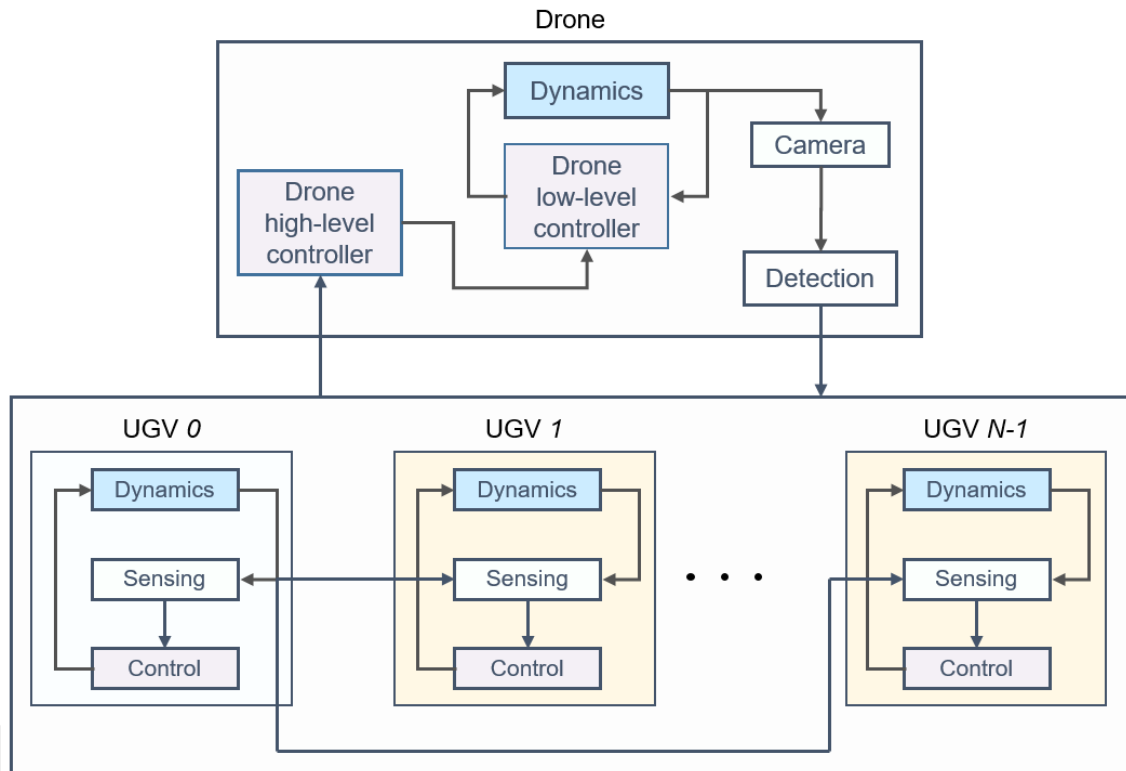 Drone
Dynamics
Camera
Drone
low-level
controller
Drone
high-level
controller
Detection
UGV 0
UGV 1
UGV N-1
Dynamics
Dynamics
Dynamics
Sensing
Sensing
. . .
Sensing
Control
Control
Control